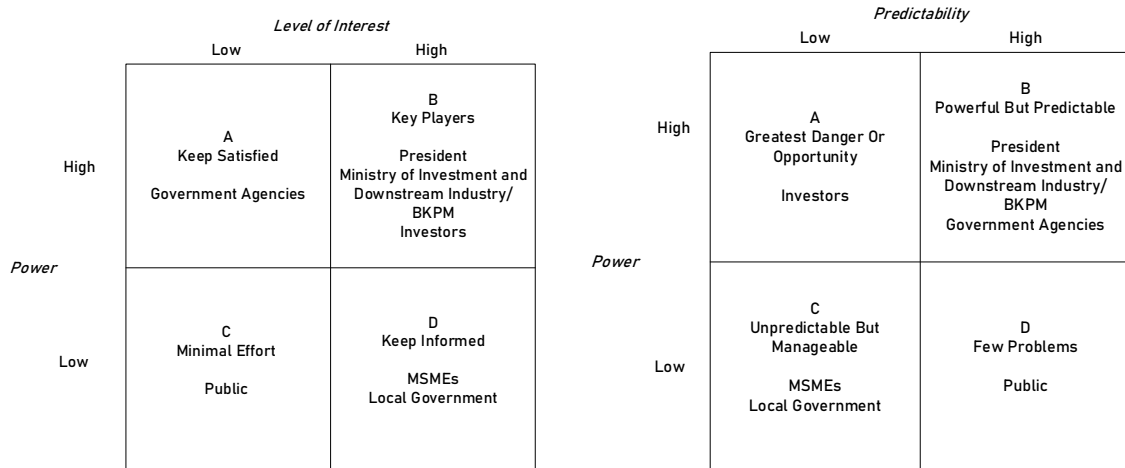 Level of Interest
Low
High
Power
High
Low
A
Keep Satisfied
Government Agencies
B
Key Players
President
Ministry of Investment and
Downstream Industry/
BKPM
Investors
C
Minimal Effort
Public
D
Keep Informed
MSMEs
Local Government
Predictability
Low
High
Power
High
Low
A
Greatest Danger Or
Opportunity
Investors
B
Powerful But Predictable
President
Ministry of Investment and
Downstream Industry/
BKPM
Government Agencies
C
Unpredictable But
Manageable
MSMEs
Local Government
D
Few Problems
Public